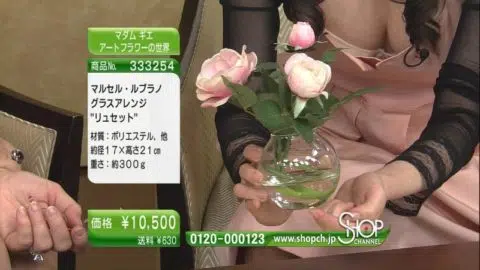 マダム ギエ
アートフラワーの世界
商品No. 333254
マルセル・ルブラノ
グラスアレンジ
"リュセット"
材質：ポリエステル、他
約径17×高さ21㎝
重さ：約300ｇ
価格 ￥10,500
送料 ¥630
0120-000123
www.shopch.jp
SHOP
CHANNEL